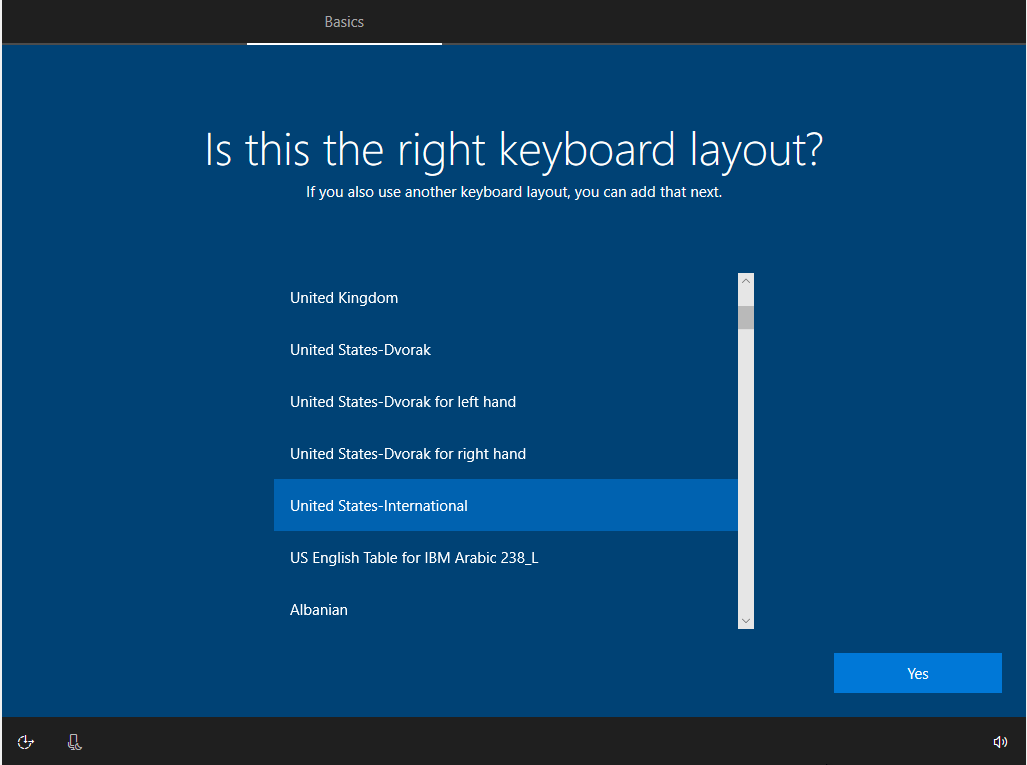 Basics
Is this the right keyboard layout?
If you also use another keyboard layout, you can add that next.
United Kingdom
United States-Dvorak
United States-Dvorak for left hand
United States-Dvorak for right hand
United States-International
US English Table for IBM Arabic 238_L
Albanian
Yes